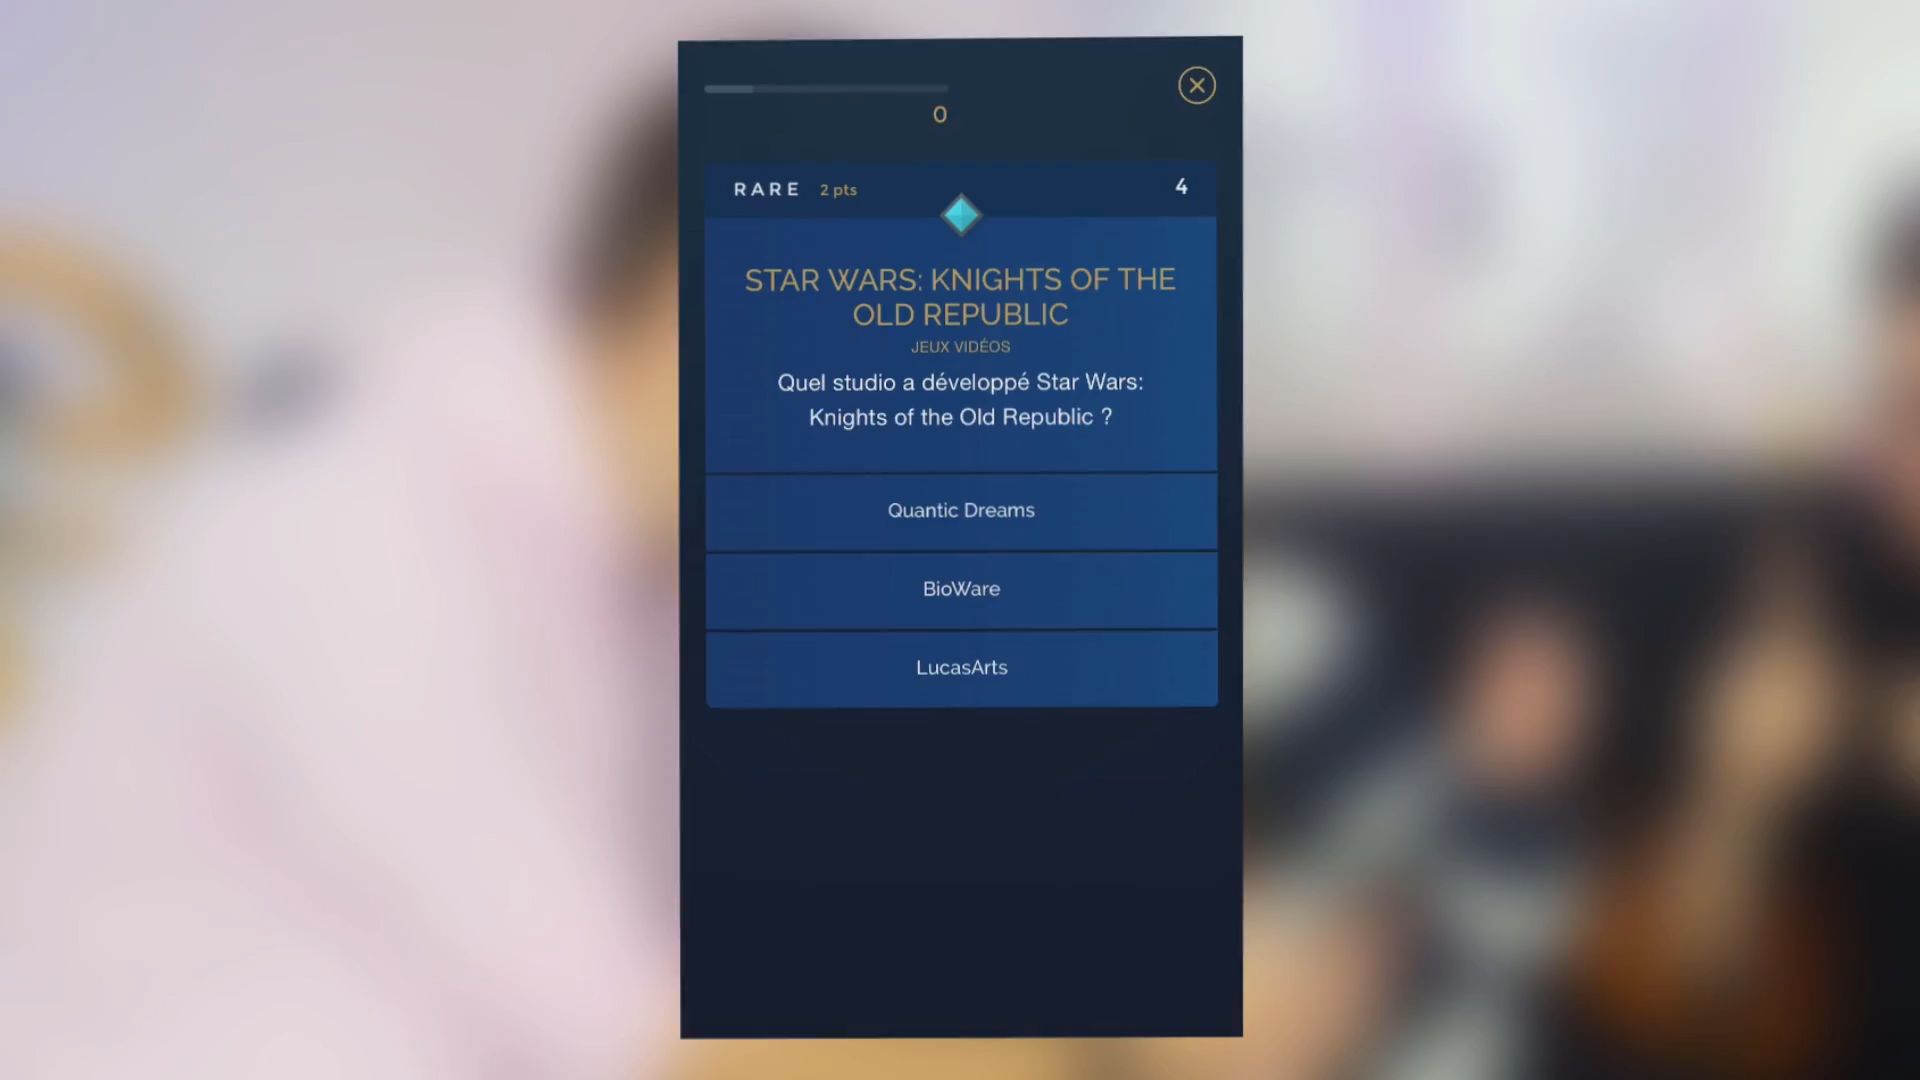 0
RARE 2 pts 4
STAR WARS: KNIGHTS OF THE
OLD REPUBLIC
JEUX VIDÉOS
Quel studio a développé Star Wars:
Knights of the Old Republic ?
Quantic Dreams
BioWare
LucasArts